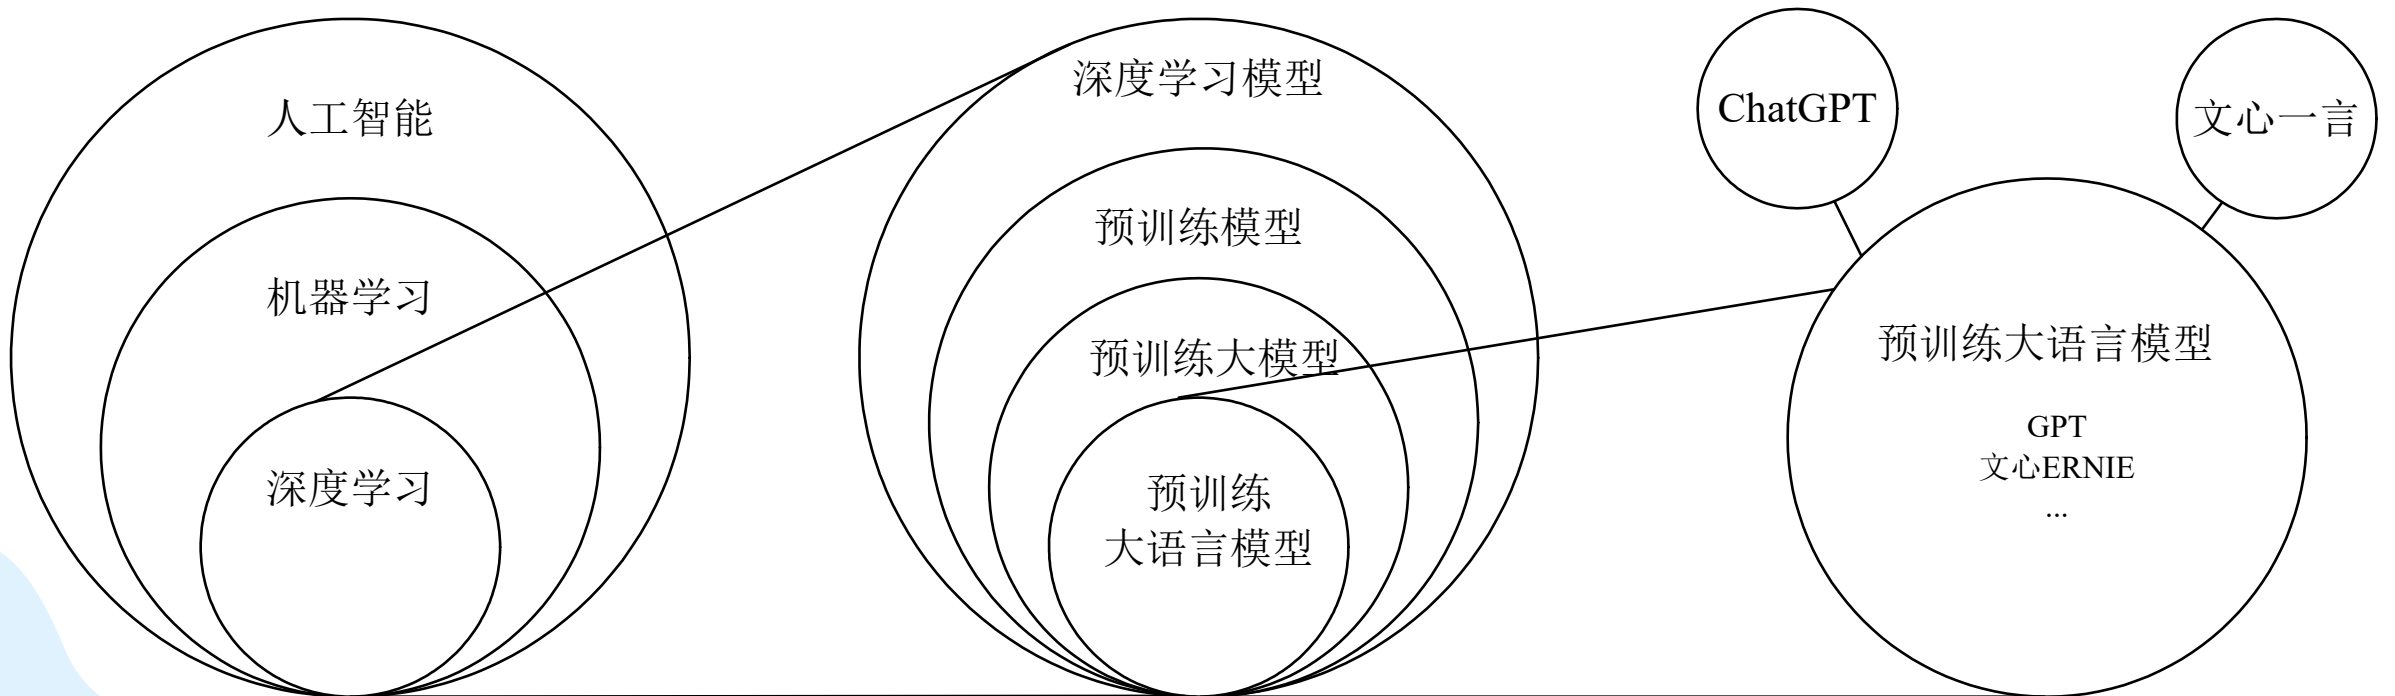 人工智能
机器学习
深度学习
深度学习模型
预训练模型
预训练大模型
预训练
大语言模型
ChatGPT
文心一言
预训练大语言模型
GPT
文心ERNIE
...